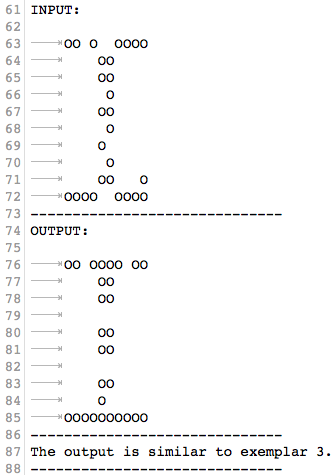 61 INPUT:
62
63     OO O  OOOO
64         OO
65         OO
66          O
67         OO
68          O
69         O
70          O
71         OO   O
72     OOOO  OOOO
73 ------------------------------
74 OUTPUT:
75
76     OO OOOO OO
77         OO
78         OO
79
80         OO
81         OO
82
83         OO
84         O
85     OOOOOOOOOO
86 ------------------------------
87 The output is similar to exemplar 3.
88 ------------------------------